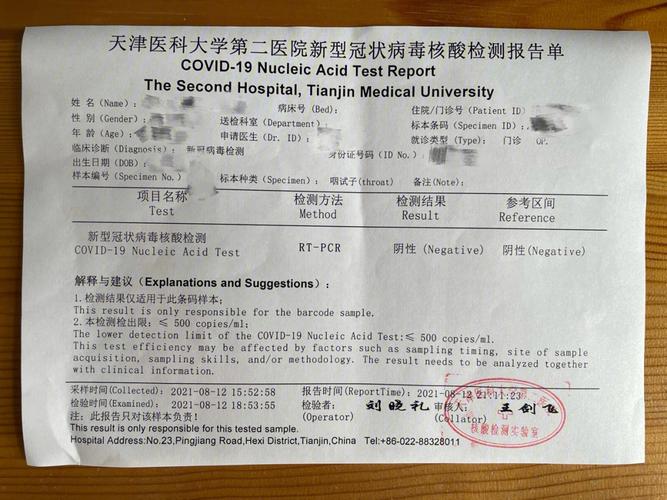 天津医科大学第二医院新型冠状病毒核酸检测报告单
COVID-19 Nucleic Acid Test Report
The Second Hospital, Tianjin Medical University
姓 名（Name）: 病床号（Bed）: 住院/门诊号（Patient ID）
性 别（Gender）: 送检科室（Department）: 标本条码（Specimen ID）:
年 龄（Age）: 申请医生（Dr. ID）: 就诊类型（Type）: 门诊 OP.
临床诊断（Diagnosis）: 新冠病毒检测 身份证号码（ID No.）
出生日期（DOB）:
样本编号（Specimen No.） 标本种类（Specimen）: 咽试子(throat) 备注(Note):
项目名称 检测方法 检测结果 参考区间
Test Method Result Reference
新型冠状病毒核酸检测
COVID-19 Nucleic Acid Test RT-PCR 阴性 (Negative) 阴性(Negative)
解释与建议（Explanations and Suggestions）:
1.检测结果仅适用于此条码样本;
This result is only responsible for the barcode sample.
2.本检测检出限: ≤ 500 copies/ml;
The lower detection limit of the COVID-19 Nucleic Acid Test:≤ 500 copies/ml.
This test efficiency may be affected by factors such as sampling timing, site of sample
acquisition, sampling skills, and/or methodology. The result needs to be analyzed together
with clinical information.
采样时间(Collected): 2021-08-12 15:52:58 报告时间(ReportTime): 2021-08-12 21:11:23
检验时间(Examined): 2021-08-12 18:53:55 检验者: 刘晓礼 审核人: 王剑飞
注: 此报告只对该样本负责! (Operator) (Collator)
This result is only responsible for this tested sample.
Hospital Address:No.23,Pingjiang Road,Hexi District,Tianjin,China Tel:+86-022-88328011
核酸检测实验室